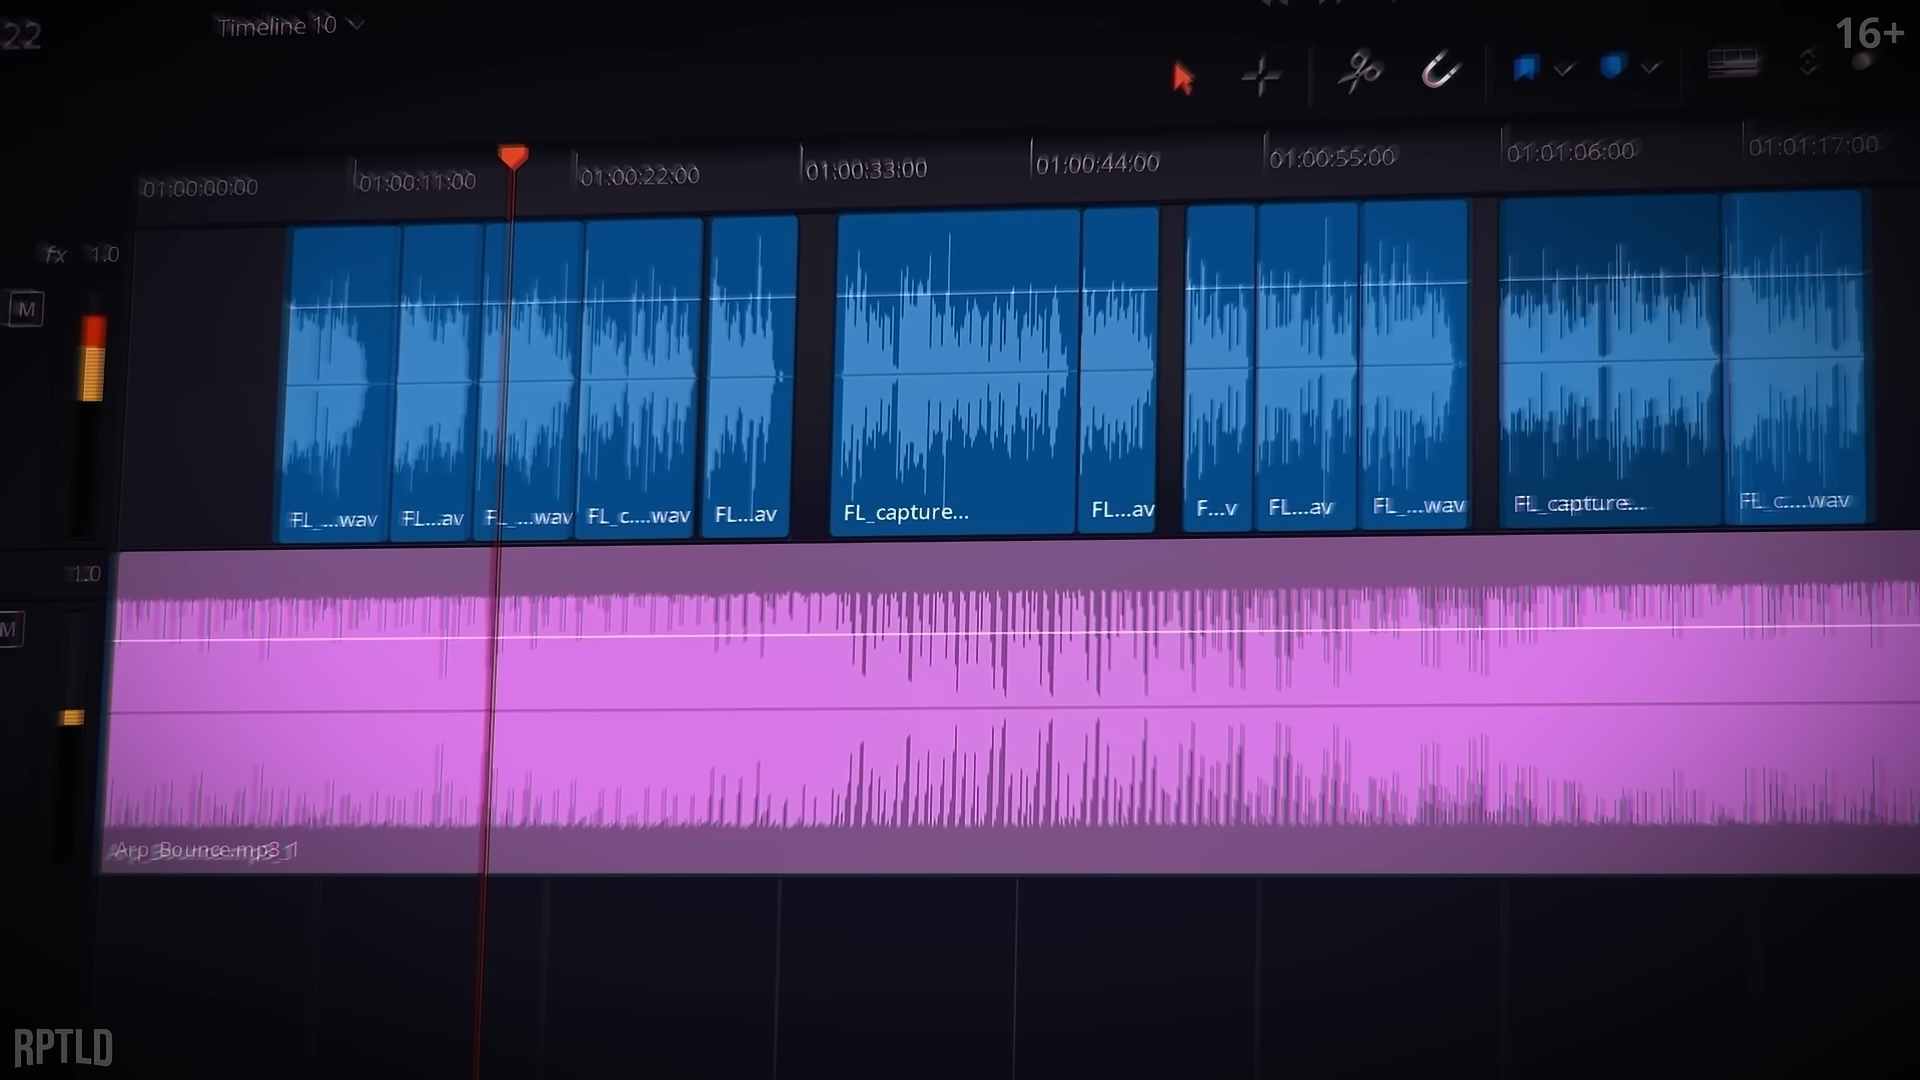 22
Timeline 10
16+
01:00:00:00
01:00:11:00
01:00:22:00
01:00:33:00
01:00:44:00
01:00:55:00
01:01:06:00
01:01:17:00
fx 1.0
M
FL_...wav
FL...av
FL_...wav
FL_c....wav
FL...av
FL_capture...
FL...av
F...v
FL...av
FL_...wav
FL_capture...
FL_c....wav
1.0
M
Arp_Bounce.mp3_1
RPTLD